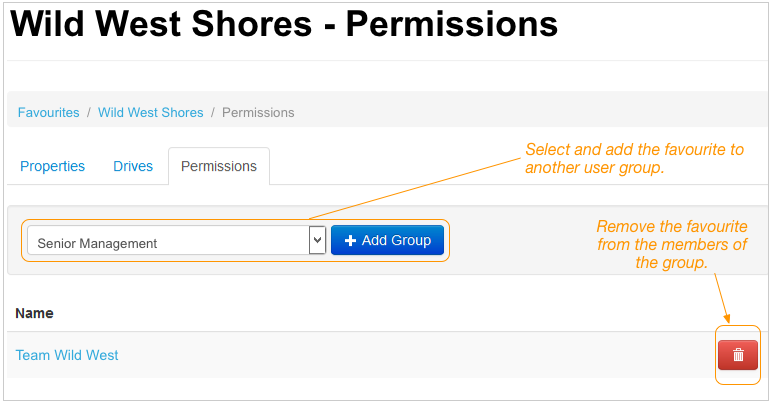 Wild West Shores - Permissions
Favourites / Wild West Shores / Permissions
Properties Drives Permissions
Select and add the favourite to
another user group.
Senior Management + Add Group
Remove the favourite
from the members of
the group.
Name
Team Wild West